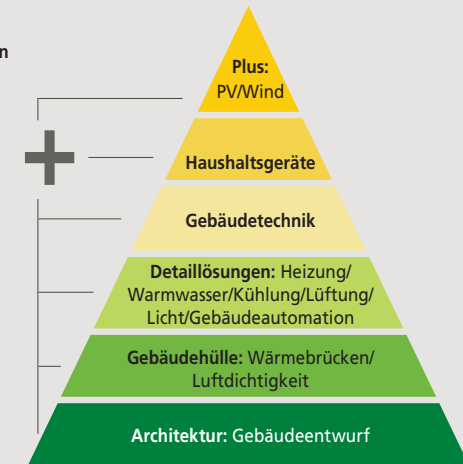 n
Plus:
PV/Wind
Haushaltsgeräte
Gebäudetechnik
Detaillösungen: Heizung/
Warmwasser/Kühlung/Lüftung/
Licht/Gebäudeautomation
Gebäudehülle: Wärmebrücken/
Luftdichtigkeit
Architektur: Gebäudeentwurf